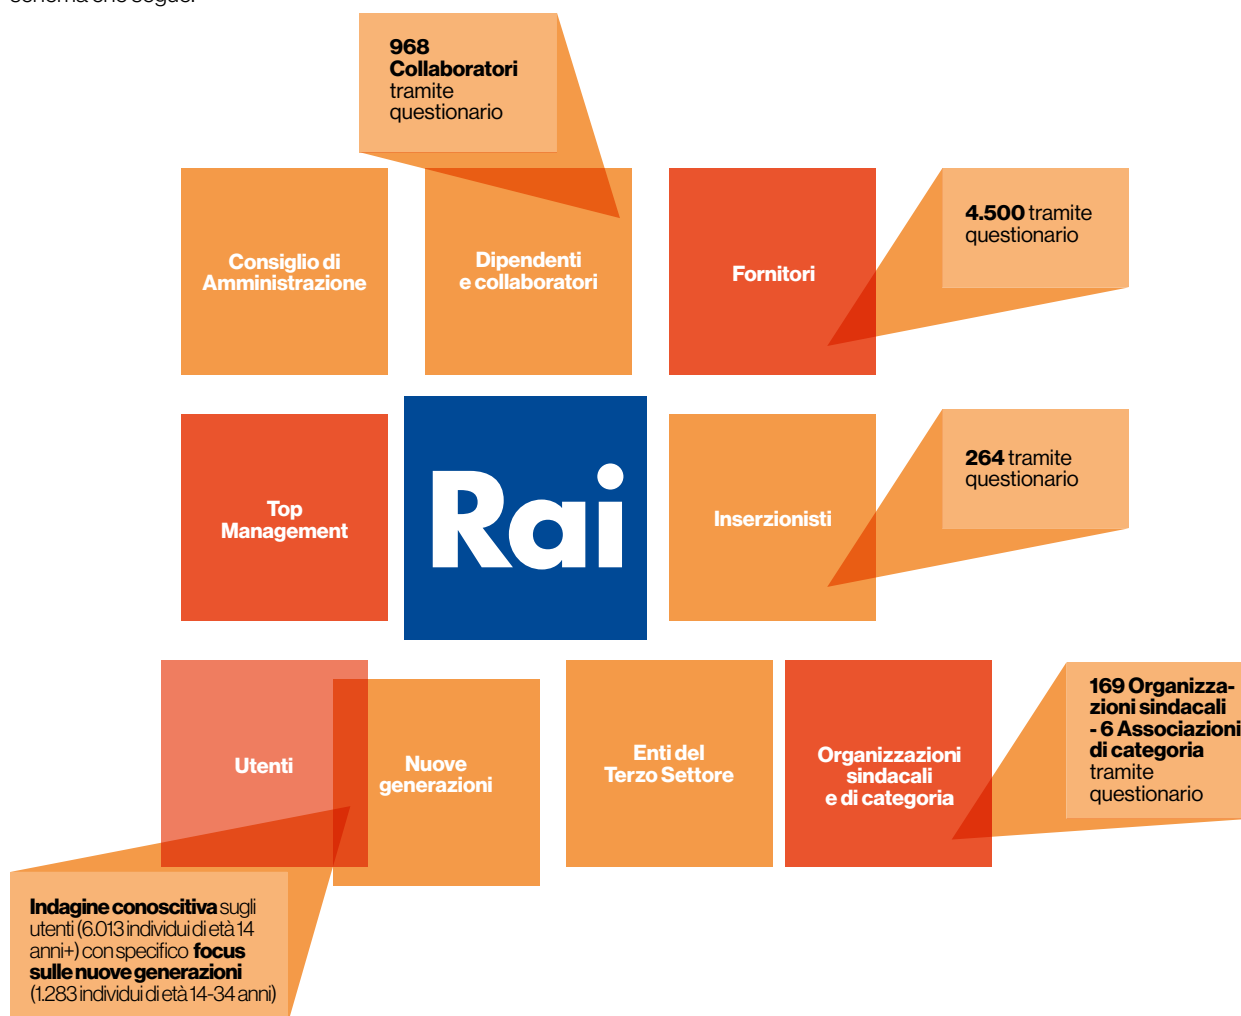 schema che segue.
968
Collaboratori
tramite
questionario
Consiglio di
Amministrazione
Dipendenti
e collaboratori
Fornitori
4.500 tramite
questionario
Top
Management
Rai
Inserzionisti
264 tramite
questionario
Utenti
Nuove
generazioni
Enti del
Terzo Settore
Organizzazioni
sindacali
e di categoria
169 Organizza-
zioni sindacali
- 6 Associazioni
di categoria
tramite
questionario
Indagine conoscitiva sugli
utenti (6.013 individui di età 14
anni+) con specifico focus
sulle nuove generazioni
(1.283 individui di età 14-34 anni)